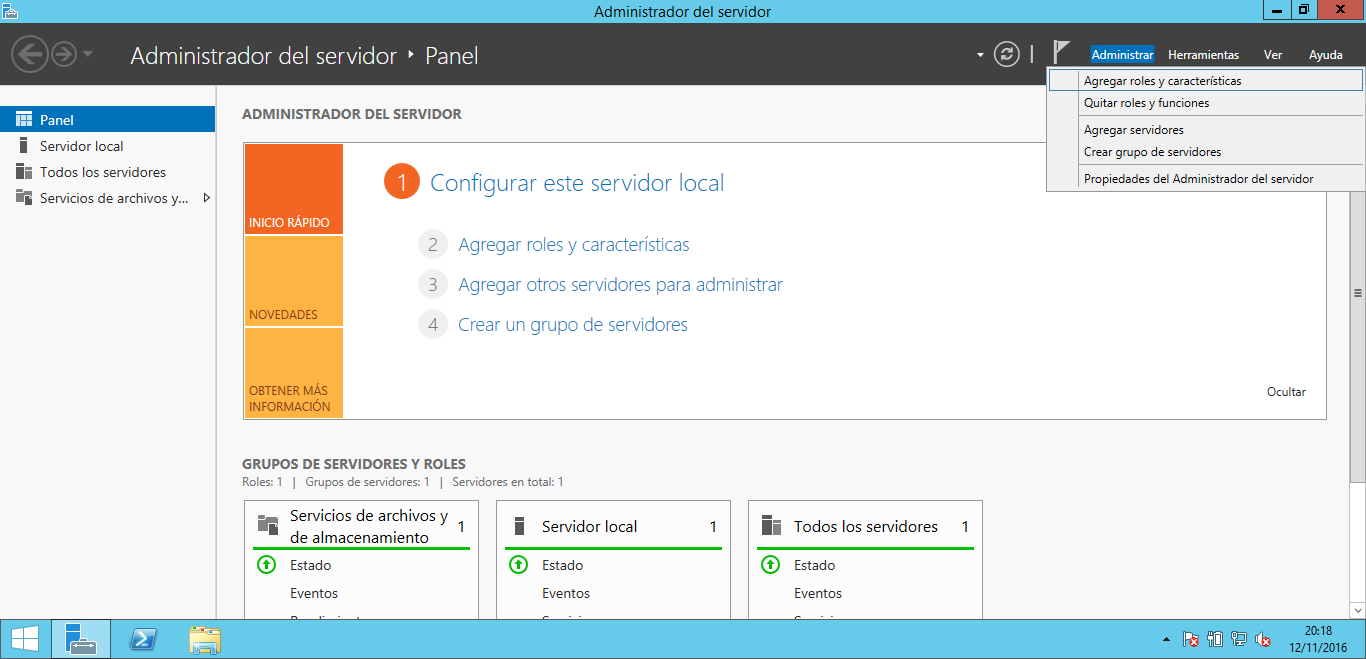 Administrador del servidor
Administrador del servidor • Panel
Administrar Herramientas Ver Ayuda
Agregar roles y características
Quitar roles y funciones
Agregar servidores
Crear grupo de servidores
Propiedades del Administrador del servidor
Panel
Servidor local
Todos los servidores
Servicios de archivos y...
ADMINISTRADOR DEL SERVIDOR
INICIO RÁPIDO
NOVEDADES
OBTENER MÁS
INFORMACIÓN
1 Configurar este servidor local
2 Agregar roles y características
3 Agregar otros servidores para administrar
4 Crear un grupo de servidores
Ocultar
GRUPOS DE SERVIDORES Y ROLES
Roles: 1 | Grupos de servidores: 1 | Servidores en total: 1
Servicios de archivos y
de almacenamiento 1
Estado
Eventos
Servidor local 1
Estado
Eventos
Todos los servidores 1
Estado
Eventos
20:18
12/11/2016